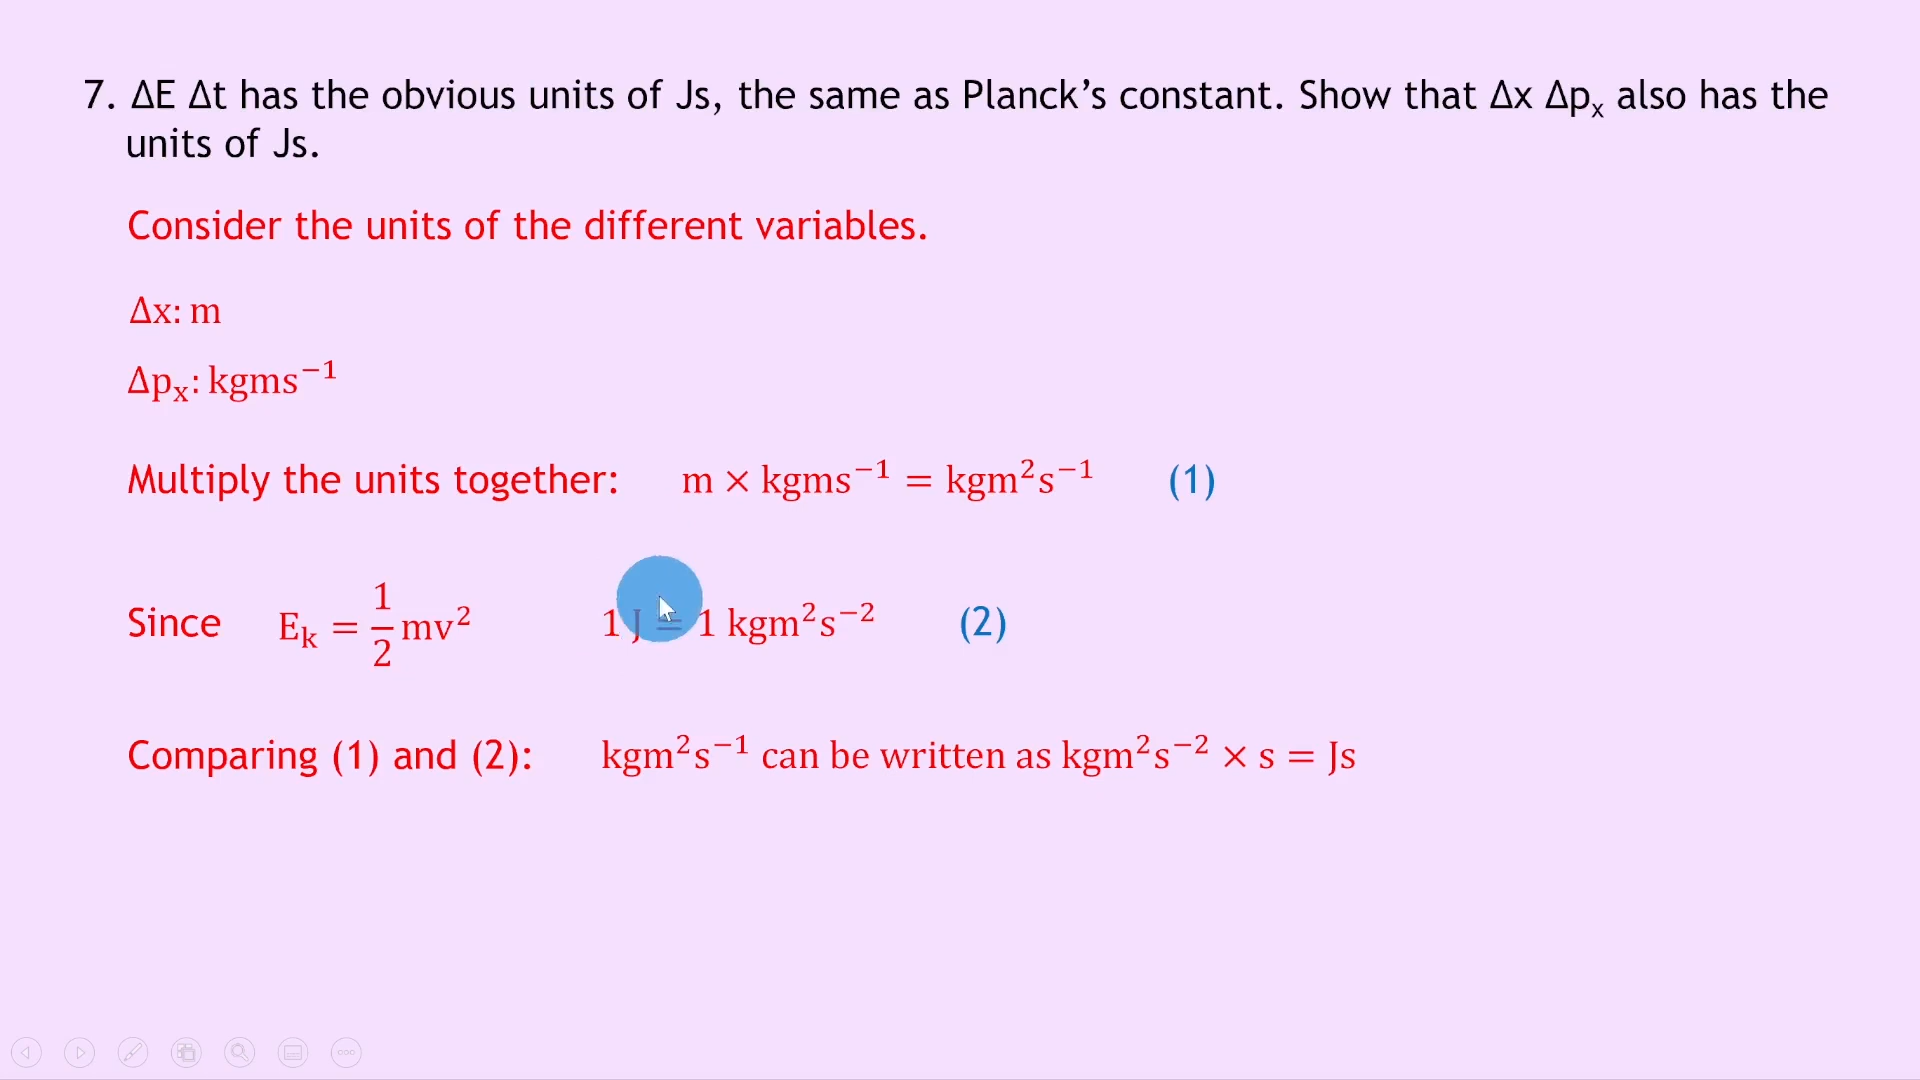 7. ΔE Δt has the obvious units of Js, the same as Planck’s constant. Show that Δx Δpₓ also has the
units of Js.
Consider the units of the different variables.
Δx: m
Δpₓ: kgms⁻¹
Multiply the units together: m × kgms⁻¹ = kgm²s⁻¹ (1)
Since Eₖ = 1/2 mv² 1 J = 1 kgm²s⁻² (2)
Comparing (1) and (2): kgm²s⁻¹ can be written as kgm²s⁻² × s = Js